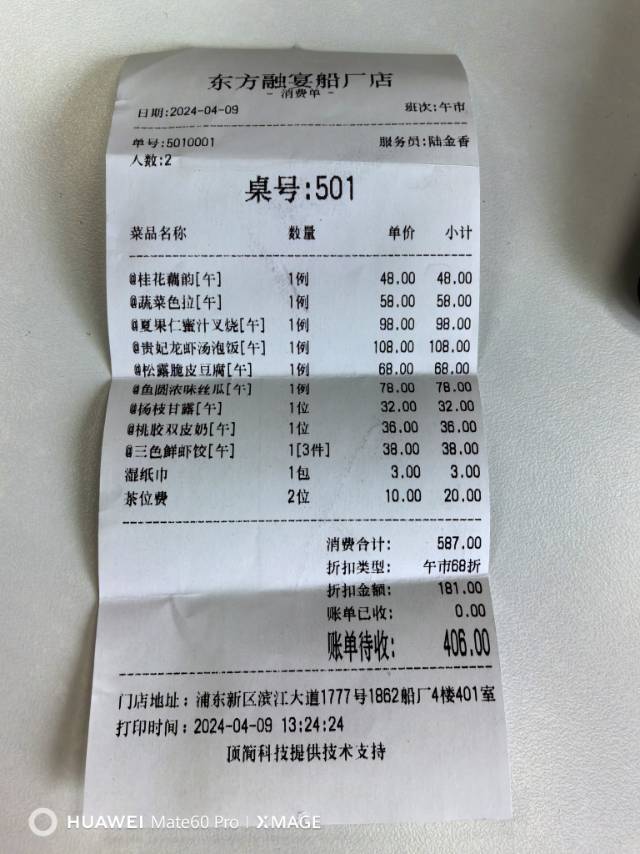 东方融宴船厂店
- 消费单 -
日期:2024-04-09 班次:午市
单号:5010001 服务员:陆金香
人数:2
桌号:501
菜品名称 数量 单价 小计
@桂花藕韵[午] 1例 48.00 48.00
@蔬菜色拉[午] 1例 58.00 58.00
@夏果仁蜜汁叉烧[午] 1例 98.00 98.00
@贵妃龙虾汤泡饭[午] 1例 108.00 108.00
@松露脆皮豆腐[午] 1例 68.00 68.00
@鱼圆浓味丝瓜[午] 1例 78.00 78.00
@杨枝甘露[午] 1位 32.00 32.00
@桃胶双皮奶[午] 1位 36.00 36.00
@三色鲜虾饺[午] 1[3件] 38.00 38.00
湿纸巾 1包 3.00 3.00
茶位费 2位 10.00 20.00
消费合计: 587.00
折扣类型: 午市68折
折扣金额: 181.00
账单已收: 0.00
账单待收: 406.00
门店地址: 浦东新区滨江大道1777号1862船厂4楼401室
打印时间: 2024-04-09 13:24:24
顶简科技提供技术支持
HUAWEI Mate60 Pro | XMAGE